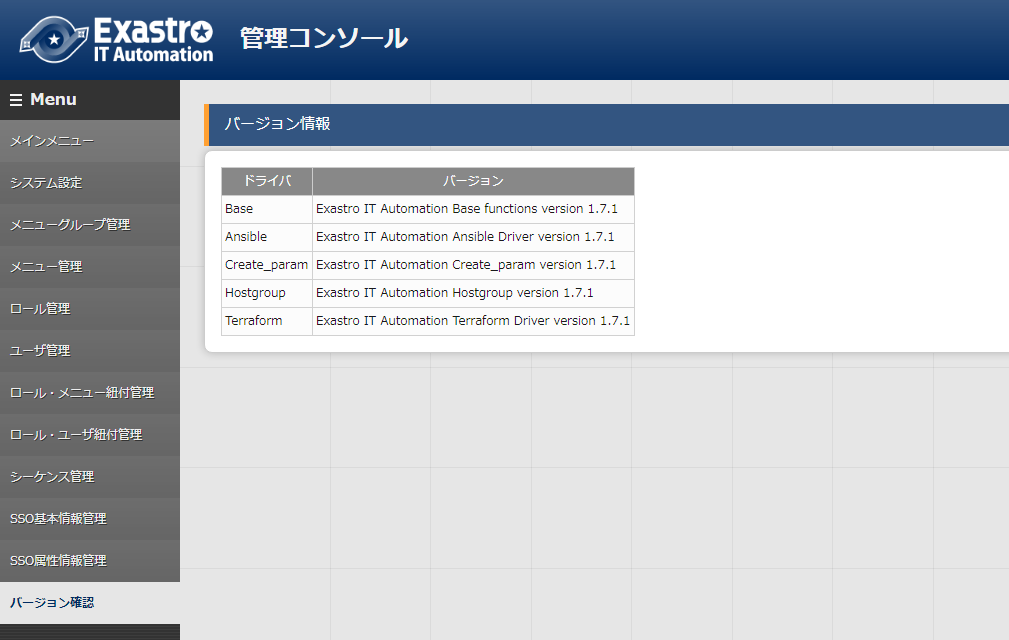 Exastro
IT Automation
管理コンソール
Menu
メインメニュー
システム設定
メニューグループ管理
メニュー管理
ロール管理
ユーザ管理
ロール・メニュー紐付管理
ロール・ユーザ紐付管理
シーケンス管理
SSO基本情報管理
SSO属性情報管理
バージョン確認
バージョン情報
ドライバ バージョン
Base Exastro IT Automation Base functions version 1.7.1
Ansible Exastro IT Automation Ansible Driver version 1.7.1
Create_param Exastro IT Automation Create_param version 1.7.1
Hostgroup Exastro IT Automation Hostgroup version 1.7.1
Terraform Exastro IT Automation Terraform Driver version 1.7.1